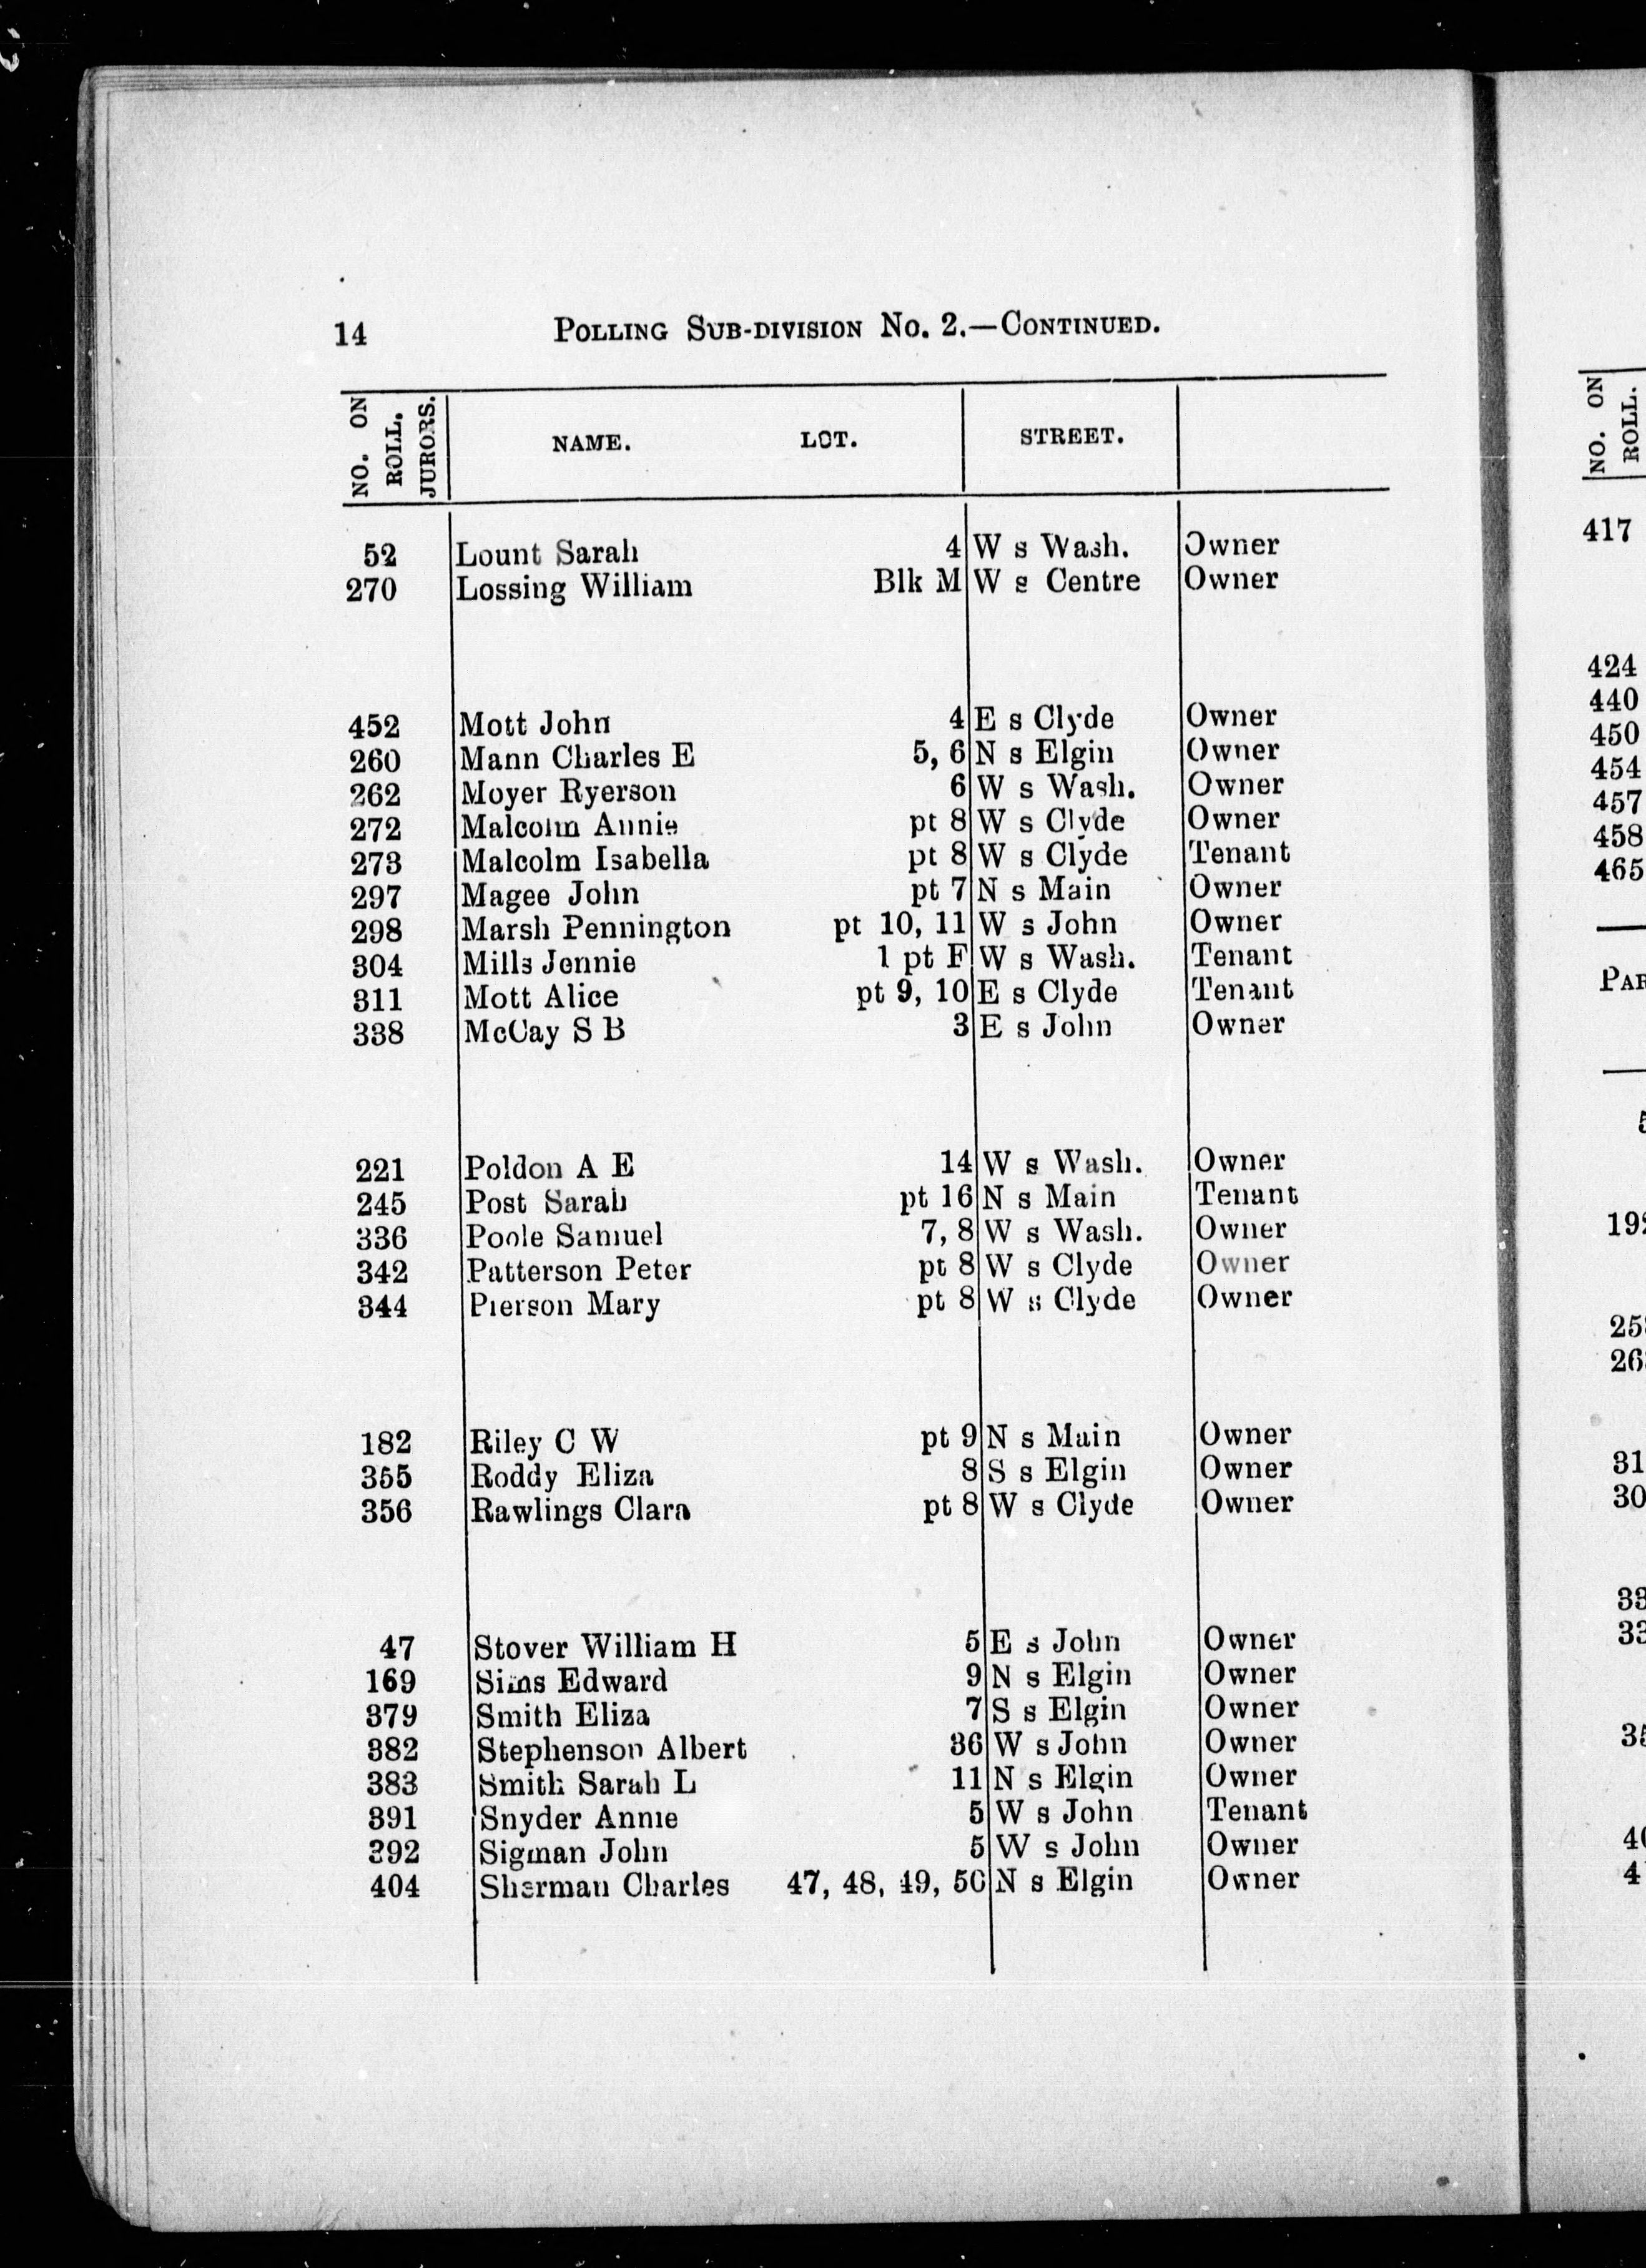 14 POLLING SUB-DIVISION No. 2.—CONTINUED.
NO. ON ROLL. JURORS. NAME. LOT. STREET.
52 Lount Sarah 4 W s Wash. Owner
270 Lossing William Blk M W s Centre Owner
452 Mott John 4 E s Clyde Owner
260 Mann Charles E 5, 6 N s Elgin Owner
262 Moyer Ryerson 6 W s Wash. Owner
272 Malcolm Annie pt 8 W s Clyde Owner
273 Malcolm Isabella pt 8 W s Clyde Tenant
297 Magee John pt 7 N s Main Owner
298 Marsh Pennington pt 10, 11 W s John Owner
304 Mills Jennie 1 pt F W s Wash. Tenant
311 Mott Alice pt 9, 10 E s Clyde Tenant
338 McCay S B 3 E s John Owner
221 Poldon A E 14 W s Wash. Owner
245 Post Sarah pt 16 N s Main Tenant
336 Poole Samuel 7, 8 W s Wash. Owner
342 Patterson Peter pt 8 W s Clyde Owner
344 Pierson Mary pt 8 W s Clyde Owner
182 Riley C W pt 9 N s Main Owner
355 Roddy Eliza 8 S s Elgin Owner
356 Rawlings Clara pt 8 W s Clyde Owner
47 Stover William H 5 E s John Owner
169 Sims Edward 9 N s Elgin Owner
379 Smith Eliza 7 S s Elgin Owner
382 Stephenson Albert 36 W s John Owner
383 Smith Sarah L 11 N s Elgin Owner
391 Snyder Annie 5 W s John Tenant
392 Sigman John 5 W s John Owner
404 Sherman Charles 47, 48, 49, 50 N s Elgin Owner
NO. ON ROLL.
417
424
440
450
454
457
458
465